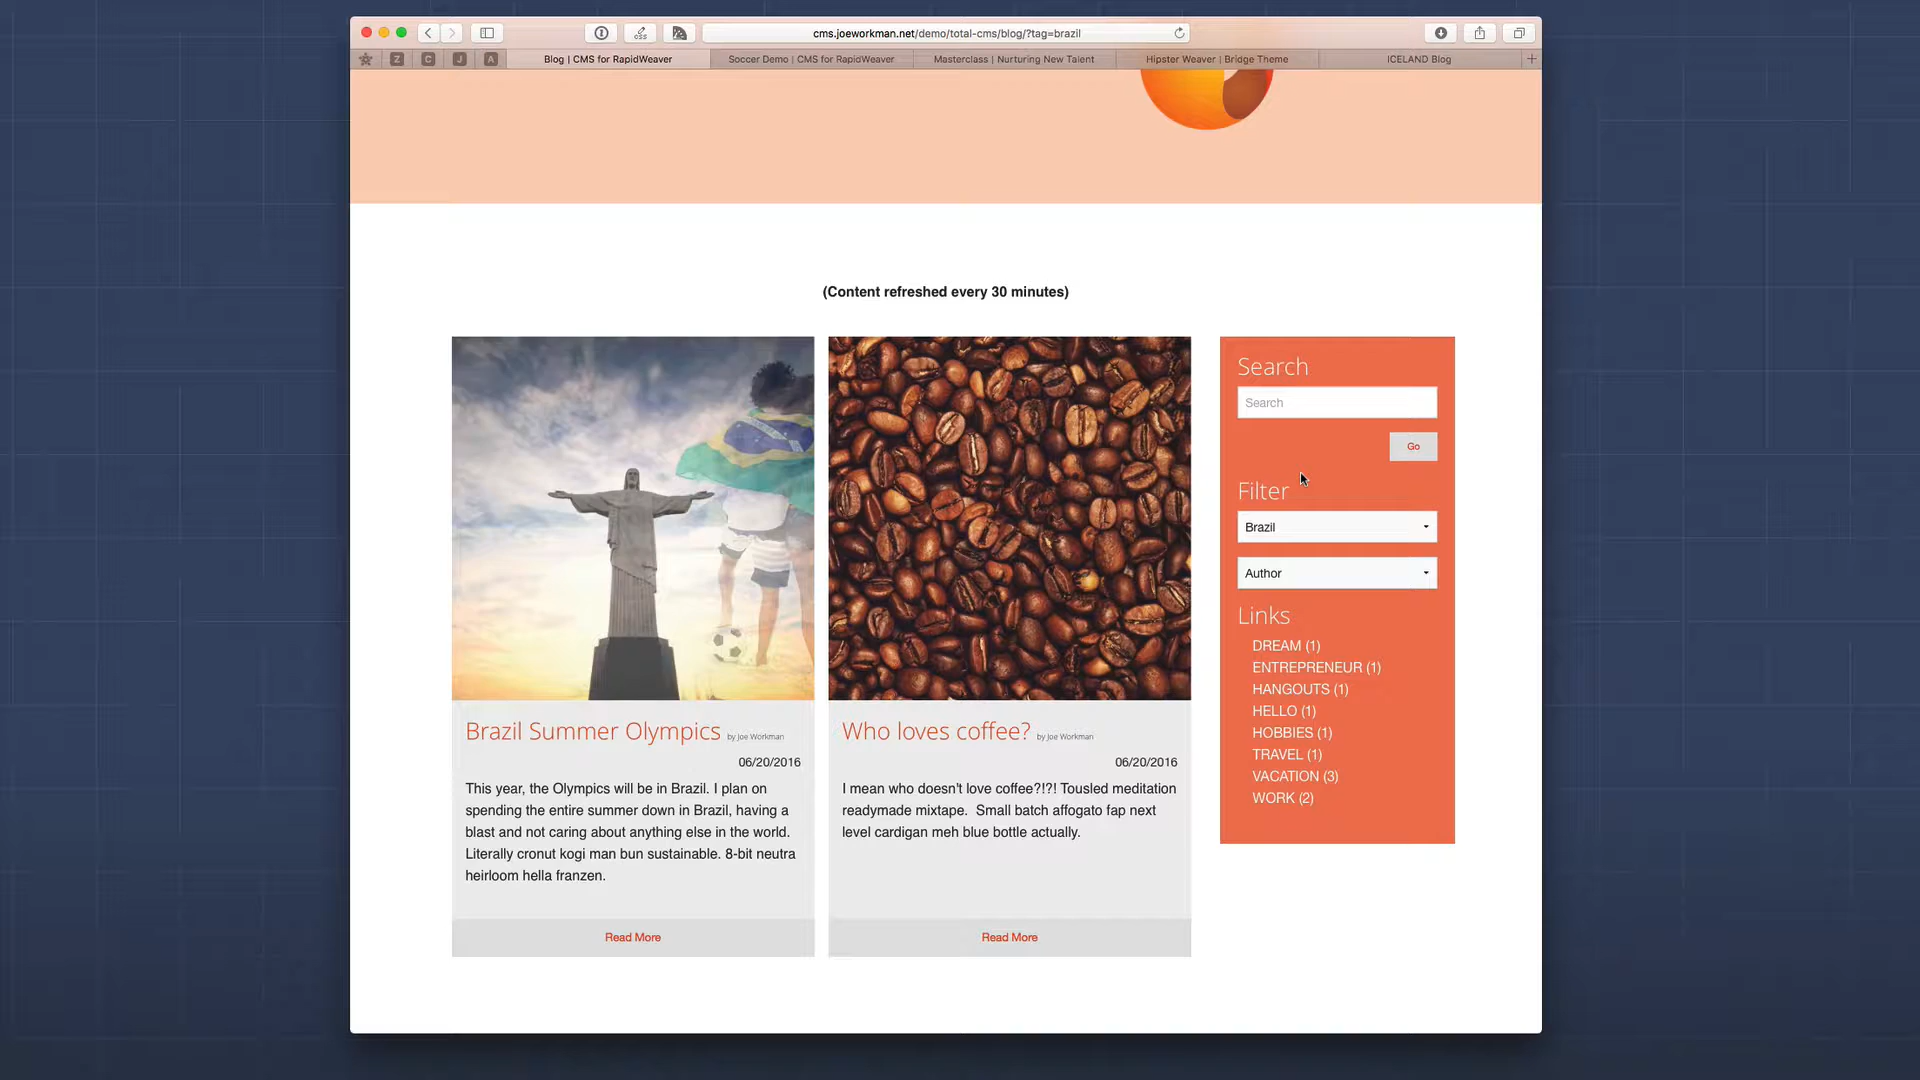 cms.joeworkman.net/demo/total-cms/blog/?tag=brazil
Z
C
J
A
Blog | CMS for RapidWeaver
Soccer Demo | CMS for RapidWeaver
Masterclass | Nurturing New Talent
Hipster Weaver | Bridge Theme
ICELAND Blog
(Content refreshed every 30 minutes)
Brazil Summer Olympics by Joe Workman
06/20/2016
This year, the Olympics will be in Brazil. I plan on
spending the entire summer down in Brazil, having a
blast and not caring about anything else in the world.
Literally cronut kogi man bun sustainable. 8-bit neutra
heirloom hella franzen.
Read More
Who loves coffee? by Joe Workman
06/20/2016
I mean who doesn't love coffee?!?! Tousled meditation
readymade mixtape.  Small batch affogato fap next
level cardigan meh blue bottle actually.
Read More
Search
Search
Go
Filter
Brazil
Author
Links
DREAM (1)
ENTREPRENEUR (1)
HANGOUTS (1)
HELLO (1)
HOBBIES (1)
TRAVEL (1)
VACATION (3)
WORK (2)